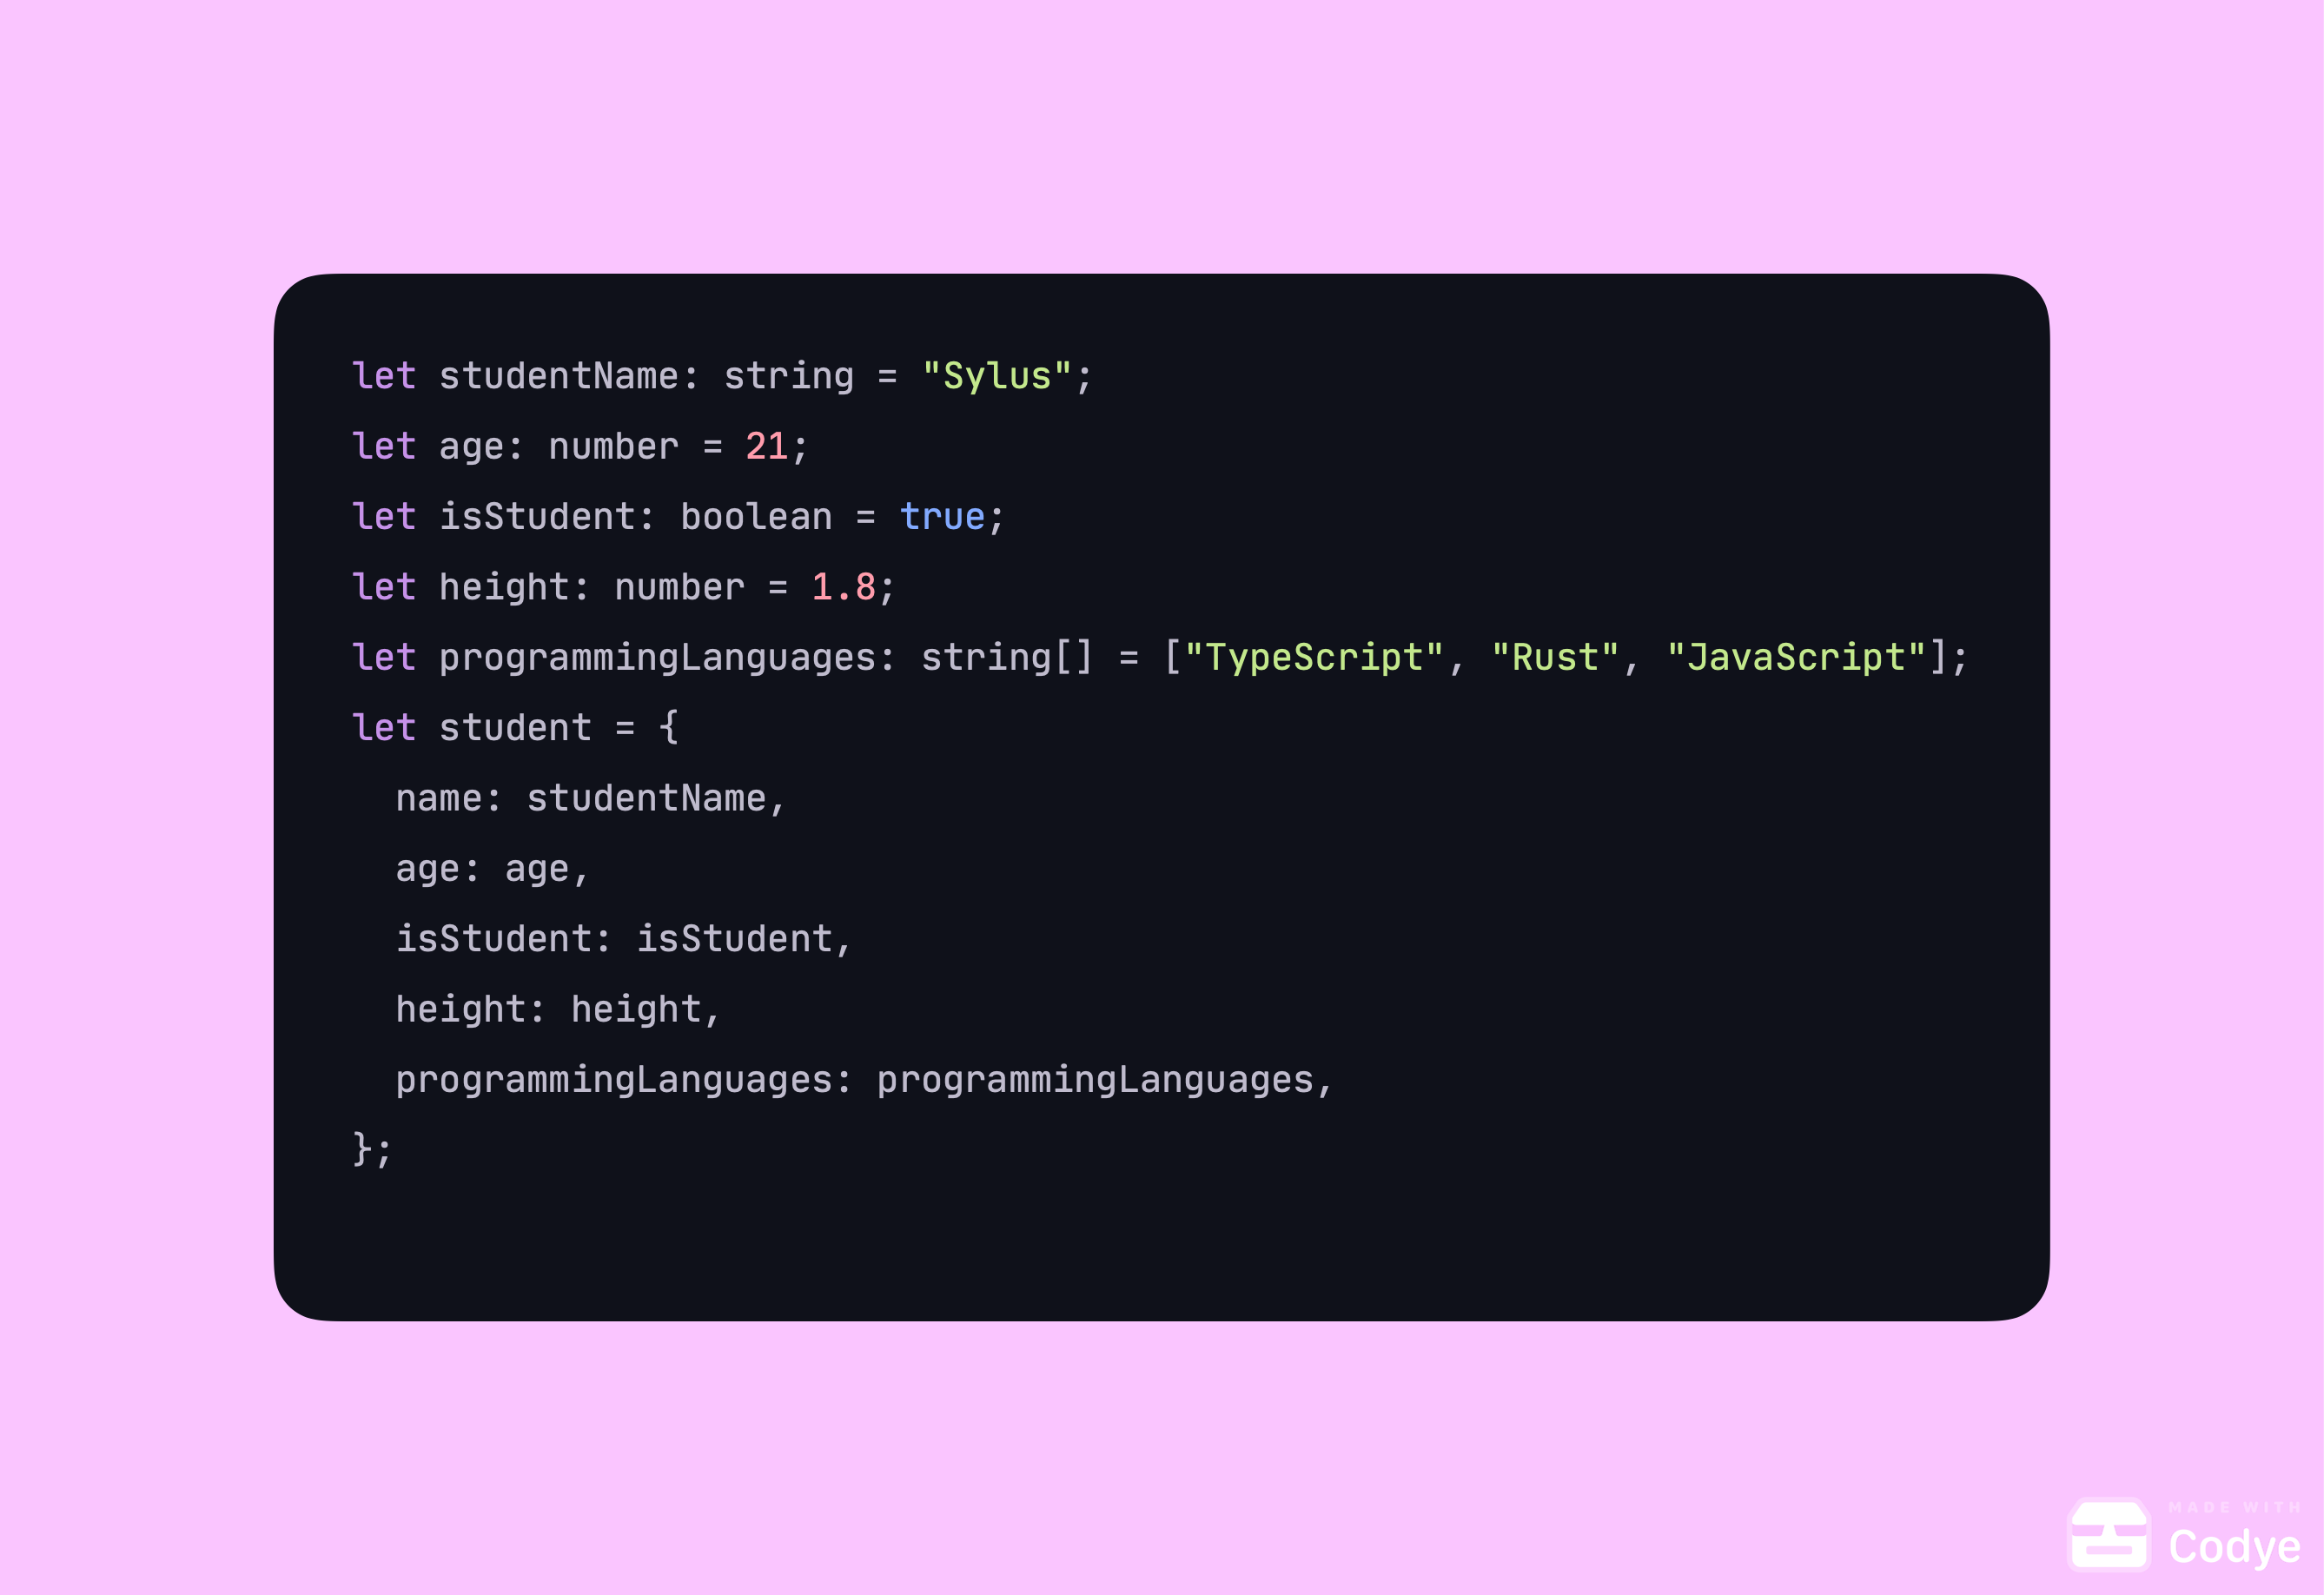 let studentName: string = "Sylus";
let age: number = 21;
let isStudent: boolean = true;
let height: number = 1.8;
let programmingLanguages: string[] = ["TypeScript", "Rust", "JavaScript"];
let student = {
  name: studentName,
  age: age,
  isStudent: isStudent,
  height: height,
  programmingLanguages: programmingLanguages,
};
MADE WITH
Codye